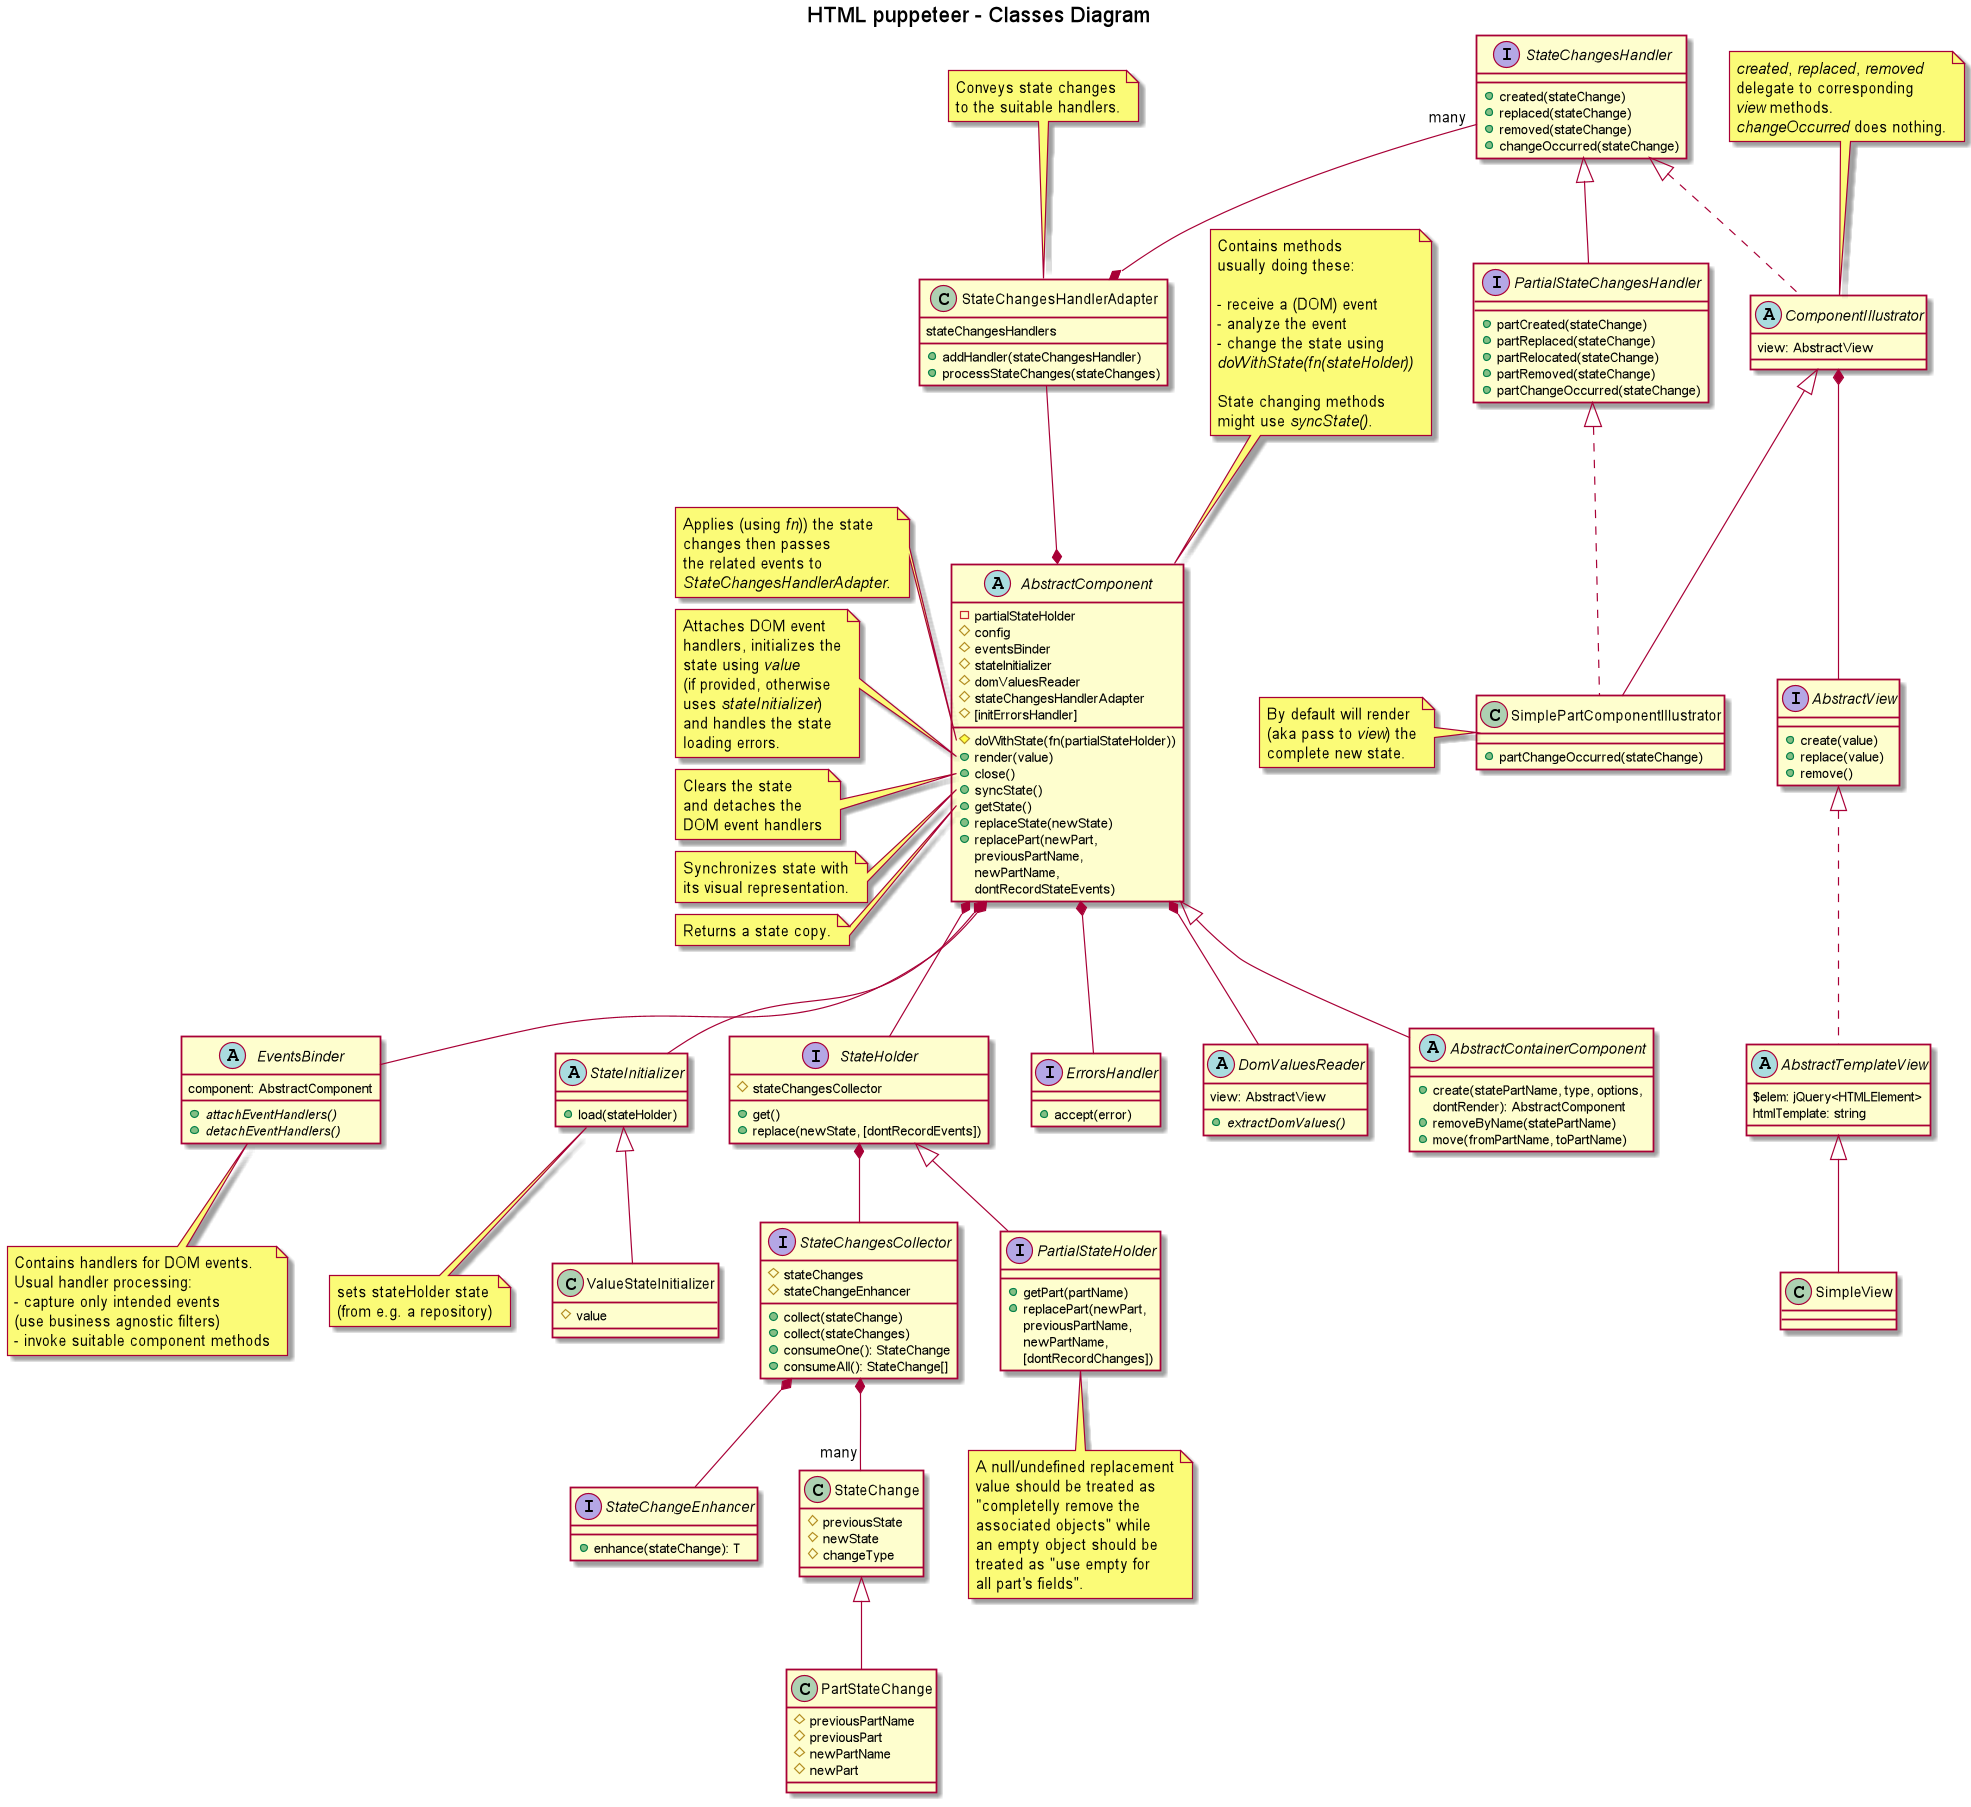 HTML puppeteer - Classes Diagram
I StateChangesHandler
created(stateChange)
replaced(stateChange)
removed(stateChange)
changeOccurred(stateChange)
created, replaced, removed
delegate to corresponding
view methods.
changeOccurred does nothing.
Conveys state changes
to the suitable handlers.
many
Contains methods
usually doing these:
- receive a (DOM) event
- analyze the event
- change the state using
doWithState(fn(stateHolder))
State changing methods
might use syncState().
C StateChangesHandlerAdapter
stateChangesHandlers
addHandler(stateChangesHandler)
processStateChanges(stateChanges)
I PartialStateChangesHandler
partCreated(stateChange)
partReplaced(stateChange)
partRelocated(stateChange)
partRemoved(stateChange)
partChangeOccurred(stateChange)
A ComponentIllustrator
view: AbstractView
Applies (using fn)) the state
changes then passes
the related events to
StateChangesHandlerAdapter.
Attaches DOM event
handlers, initializes the
state using value
(if provided, otherwise
uses stateInitializer)
and handles the state
loading errors.
Clears the state
and detaches the
DOM event handlers
Synchronizes state with
its visual representation.
Returns a state copy.
A AbstractComponent
partialStateHolder
config
eventsBinder
stateInitializer
domValuesReader
stateChangesHandlerAdapter
[initErrorsHandler]
doWithState(fn(partialStateHolder))
render(value)
close()
syncState()
getState()
replaceState(newState)
replacePart(newPart,
previousPartName,
newPartName,
dontRecordStateEvents)
By default will render
(aka pass to view) the
complete new state.
C SimplePartComponentIllustrator
partChangeOccurred(stateChange)
I AbstractView
create(value)
replace(value)
remove()
A EventsBinder
component: AbstractComponent
attachEventHandlers()
detachEventHandlers()
A StateInitializer
load(stateHolder)
I StateHolder
stateChangesCollector
get()
replace(newState, [dontRecordEvents])
I ErrorsHandler
accept(error)
A DomValuesReader
view: AbstractView
extractDomValues()
A AbstractContainerComponent
create(statePartName, type, options,
dontRender): AbstractComponent
removeByName(statePartName)
move(fromPartName, toPartName)
A AbstractTemplateView
$elem: jQuery<HTMLElement>
htmlTemplate: string
Contains handlers for DOM events.
Usual handler processing:
- capture only intended events
(use business agnostic filters)
- invoke suitable component methods
sets stateHolder state
(from e.g. a repository)
C ValueStateInitializer
value
I StateChangesCollector
stateChanges
stateChangeEnhancer
collect(stateChange)
collect(stateChanges)
consumeOne(): StateChange
consumeAll(): StateChange[]
I PartialStateHolder
getPart(partName)
replacePart(newPart,
previousPartName,
newPartName,
[dontRecordChanges])
C SimpleView
many
I StateChangeEnhancer
enhance(stateChange): T
C StateChange
previousState
newState
changeType
A null/undefined replacement
value should be treated as
"completelly remove the
associated objects" while
an empty object should be
treated as "use empty for
all part's fields".
C PartStateChange
previousPartName
previousPart
newPartName
newPart